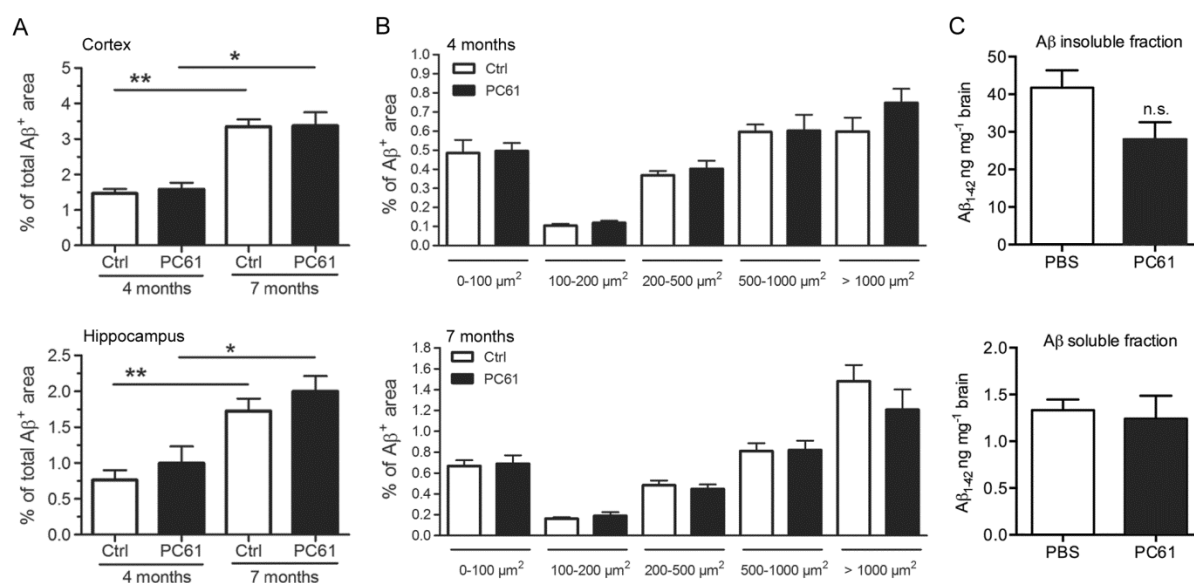 A
Cortex
% of total Aβ⁺ area
5
4
3
2
1
0
**
*
Ctrl
PC61
Ctrl
PC61
4 months
7 months
Hippocampus
% of total Aβ⁺ area
2.5
2.0
1.5
1.0
0.5
0
**
*
Ctrl
PC61
Ctrl
PC61
4 months
7 months
B
4 months
Ctrl
PC61
% of Aβ⁺ area
1.0
0.9
0.8
0.7
0.6
0.5
0.4
0.3
0.2
0.1
0.0
0-100 µm²
100-200 µm²
200-500 µm²
500-1000 µm²
> 1000 µm²
7 months
Ctrl
PC61
% of Aβ⁺ area
1.8
1.6
1.4
1.2
1.0
0.8
0.6
0.4
0.2
0.0
0-100 µm²
100-200 µm²
200-500 µm²
500-1000 µm²
> 1000 µm²
C
Aβ insoluble fraction
Aβ₁₋₄₂ ng mg⁻¹ brain
50
40
30
20
10
0
n.s.
PBS
PC61
Aβ soluble fraction
Aβ₁₋₄₂ ng mg⁻¹ brain
2.0
1.5
1.0
0.5
0.0
PBS
PC61